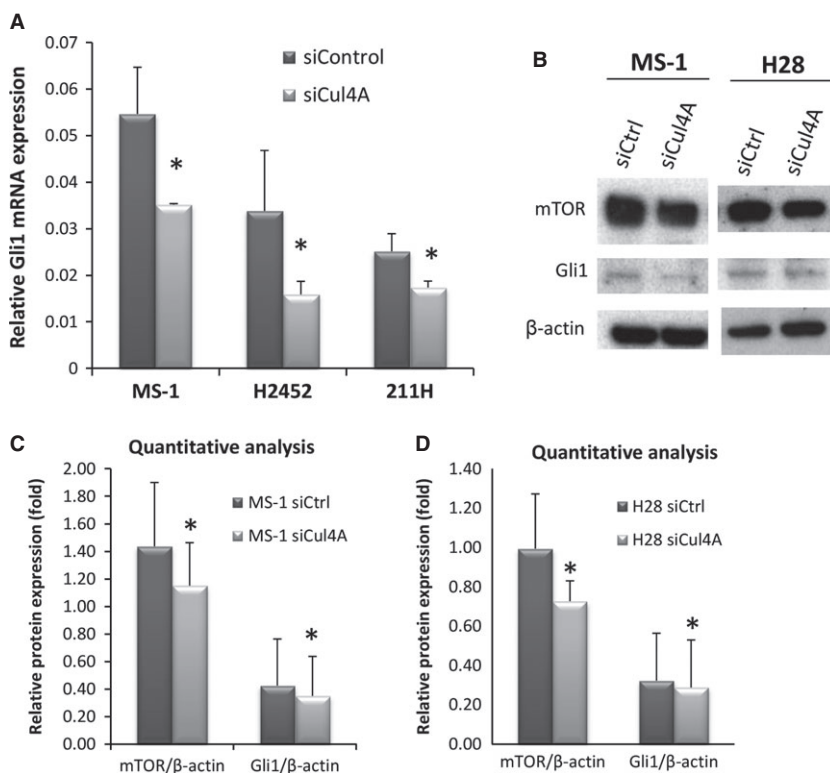 A
Relative Gli1 mRNA expression
0.07
0.06
0.05
0.04
0.03
0.02
0.01
0
siControl
siCul4A
*
*
*
MS-1
H2452
211H
B
MS-1
H28
siCtrl
siCul4A
siCtrl
siCul4A
mTOR
Gli1
β-actin
C
Quantitative analysis
Relative protein expression (fold)
2.00
1.80
1.60
1.40
1.20
1.00
0.80
0.60
0.40
0.20
0.00
MS-1 siCtrl
MS-1 siCul4A
*
*
mTOR/β-actin
Gli1/β-actin
D
Quantitative analysis
Relative protein expression (fold)
1.40
1.20
1.00
0.80
0.60
0.40
0.20
0.00
H28 siCtrl
H28 siCul4A
*
*
mTOR/β-actin
Gli1/β-actin